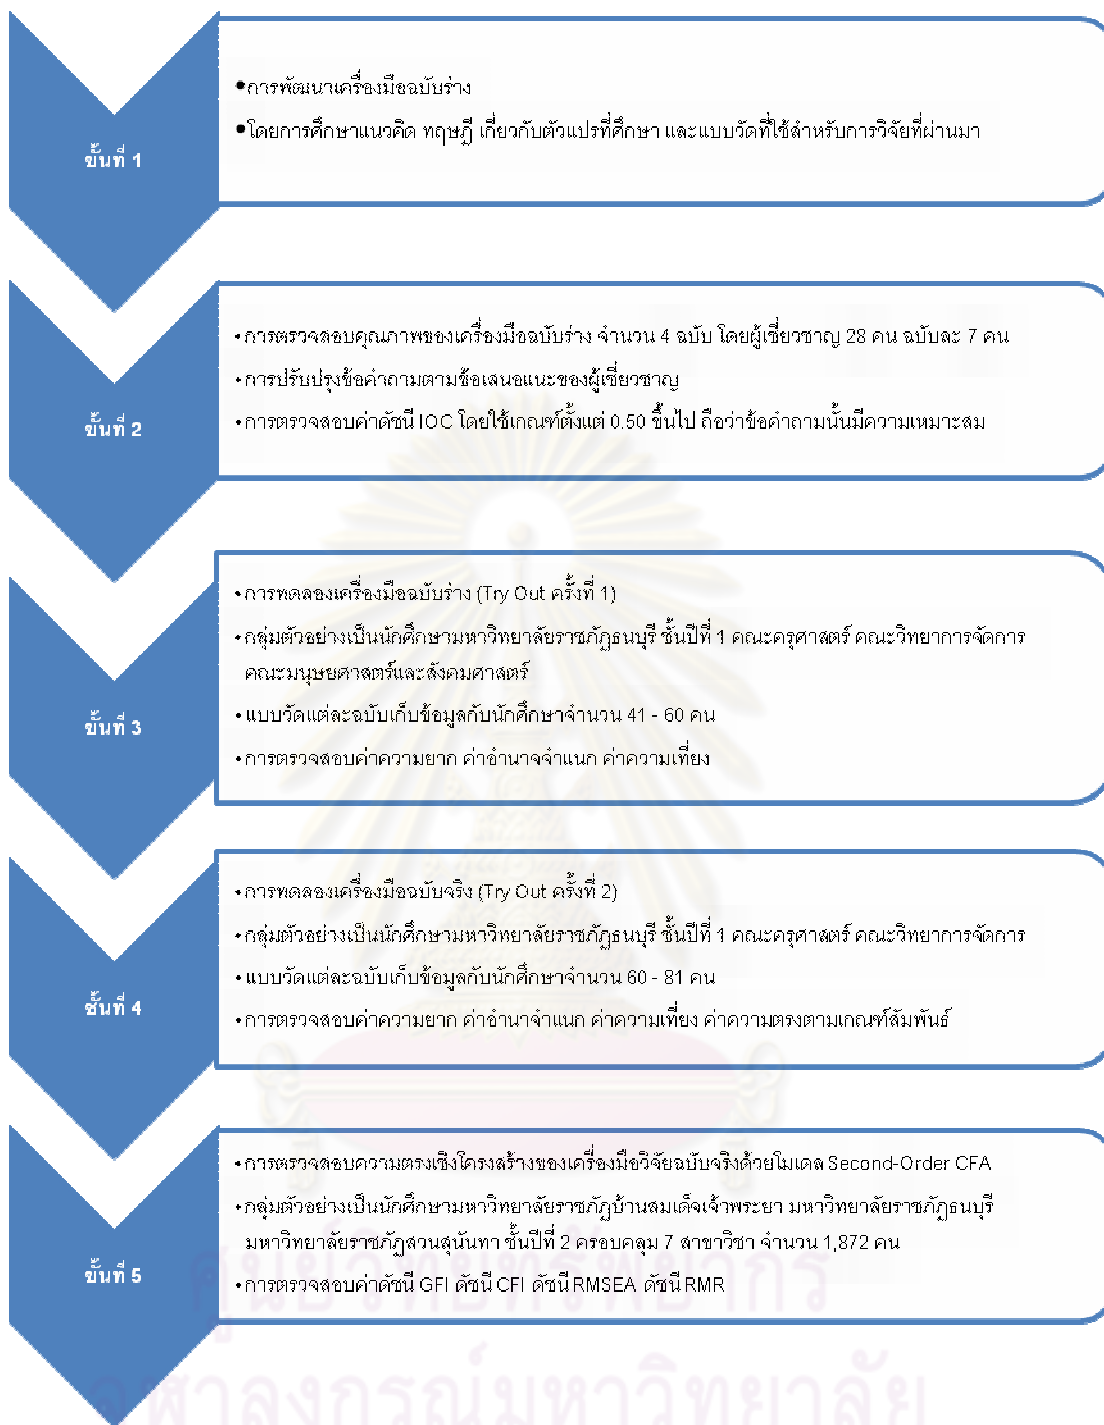 ขั้นที่ 1
•การพัฒนาเครื่องมือฉบับร่าง
•โดยการศึกษาแนวคิด ทฤษฎี เกี่ยวกับตัวแปรที่ศึกษา และแบบวัดที่ใช้สำหรับการวิจัยที่ผ่านมา
ขั้นที่ 2
•การตรวจสอบคุณภาพของเครื่องมือฉบับร่าง จำนวน 4 ฉบับ โดยผู้เชี่ยวชาญ 28 คน ฉบับละ 7 คน
•การปรับปรุงข้อคำถามตามข้อเสนอแนะของผู้เชี่ยวชาญ
•การตรวจสอบค่าดัชนี IOC โดยใช้เกณฑ์ตั้งแต่ 0.50 ขึ้นไป ถือว่าข้อคำถามนั้นมีความเหมาะสม
ขั้นที่ 3
•การทดลองเครื่องมือฉบับร่าง (Try Out ครั้งที่ 1)
•กลุ่มตัวอย่างเป็นนักศึกษามหาวิทยาลัยราชภัฏธนบุรี ชั้นปีที่ 1 คณะครุศาสตร์ คณะวิทยาการจัดการ
คณะมนุษยศาสตร์และสังคมศาสตร์
•แบบวัดแต่ละฉบับเก็บข้อมูลกับนักศึกษาจำนวน 41 - 60 คน
•การตรวจสอบค่าความยาก ค่าอำนาจจำแนก ค่าความเที่ยง
ขั้นที่ 4
•การทดลองเครื่องมือฉบับจริง (Try Out ครั้งที่ 2)
•กลุ่มตัวอย่างเป็นนักศึกษามหาวิทยาลัยราชภัฏธนบุรี ชั้นปีที่ 1 คณะครุศาสตร์ คณะวิทยาการจัดการ
•แบบวัดแต่ละฉบับเก็บข้อมูลกับนักศึกษาจำนวน 60 - 81 คน
•การตรวจสอบค่าความยาก ค่าอำนาจำแนก ค่าความเที่ยง ค่าความตรงตามเกณฑ์สัมพันธ์
ขั้นที่ 5
•การตรวจสอบความตรงเชิงโครงสร้างของเครื่องมือวิจัยฉบับจริงด้วยโมเดล Second-Order CFA
•กลุ่มตัวอย่างเป็นนักศึกษามหาวิทยาลัยราชภัฏบ้านสมเด็จเจ้าพระยา มหาวิทยาลัยราชภัฏธนบุรี
มหาวิทยาลัยราชภัฏสวนสุนันทา ชั้นปีที่ 2 ครอบคลุม 7 สาขาวิชา จำนวน 1,872 คน
•การตรวจสอบค่าดัชนี GFI ดัชนี CFI ดัชนี RMSEA ดัชนี RMR
ศูนย์วิทยทรัพยากร
จุฬาลงกรณ์มหาวิทยาลัย